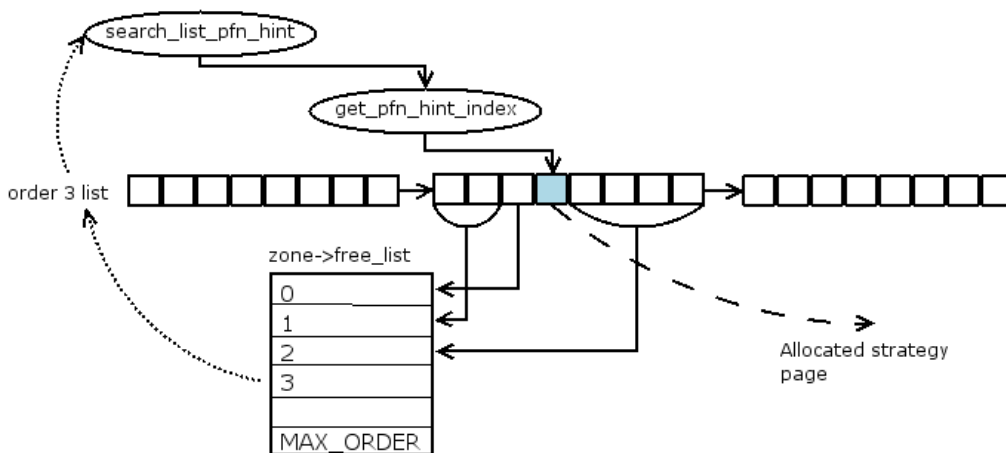 search_list_pfn_hint
get_pfn_hint_index
order 3 list
zone->free_list
0
1
2
3
MAX_ORDER
Allocated strategy
page